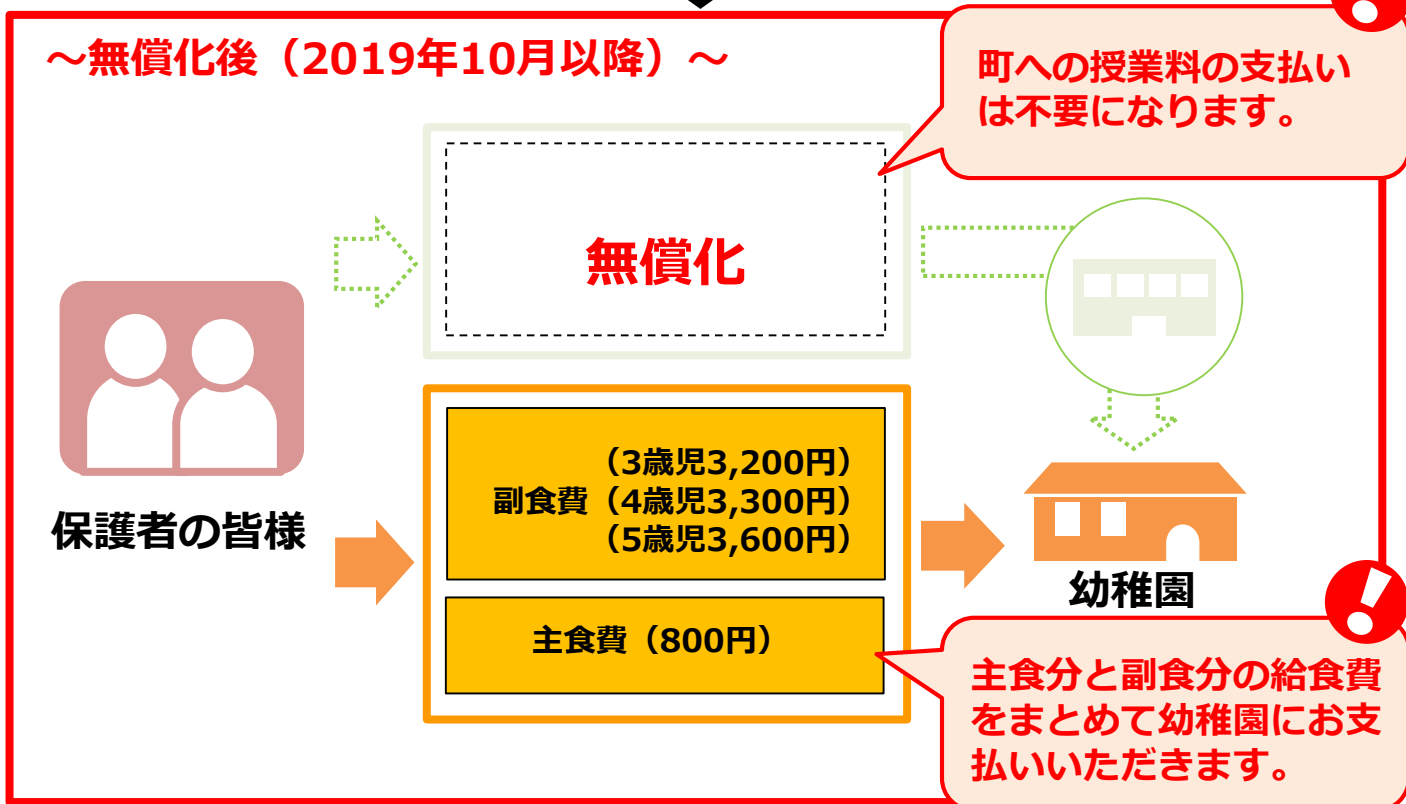 ～無償化後（2019年10月以降）～
町への授業料の支払い
は不要になります。
無償化
保護者の皆様
（3歳児3,200円）
副食費（4歳児3,300円）
（5歳児3,600円）
主食費（800円）
幼稚園
主食分と副食分の給食費
をまとめて幼稚園にお支
払いいただきます。